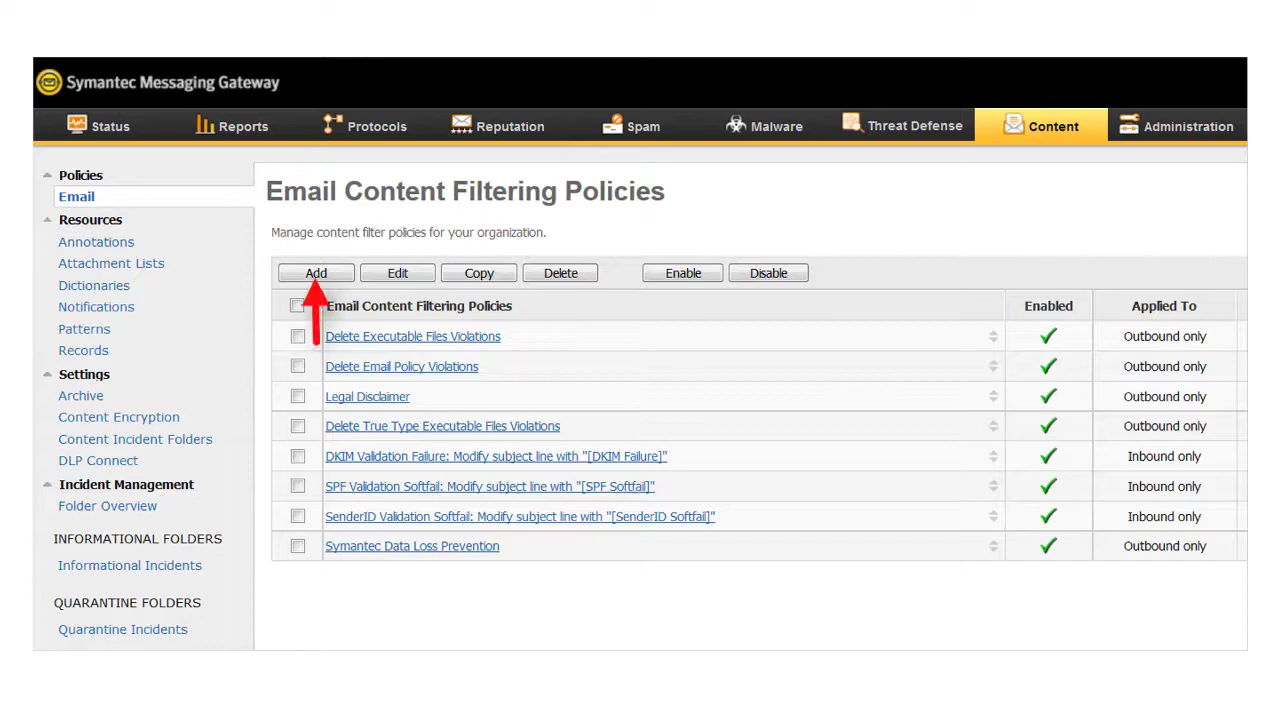 Symantec Messaging Gateway
Status Reports Protocols Reputation Spam Malware Threat Defense Content Administration
Policies
Email
Resources
Annotations
Attachment Lists
Dictionaries
Notifications
Patterns
Records
Settings
Archive
Content Encryption
Content Incident Folders
DLP Connect
Incident Management
Folder Overview
INFORMATIONAL FOLDERS
Informational Incidents
QUARANTINE FOLDERS
Quarantine Incidents
Email Content Filtering Policies
Manage content filter policies for your organization.
Add Edit Copy Delete Enable Disable
Email Content Filtering Policies Enabled Applied To
Delete Executable Files Violations Outbound only
Delete Email Policy Violations Outbound only
Legal Disclaimer Outbound only
Delete True Type Executable Files Violations Outbound only
DKIM Validation Failure: Modify subject line with "[DKIM Failure]" Inbound only
SPF Validation Softfail: Modify subject line with "[SPF Softfail]" Inbound only
SenderID Validation Softfail: Modify subject line with "[SenderID Softfail]" Inbound only
Symantec Data Loss Prevention Outbound only